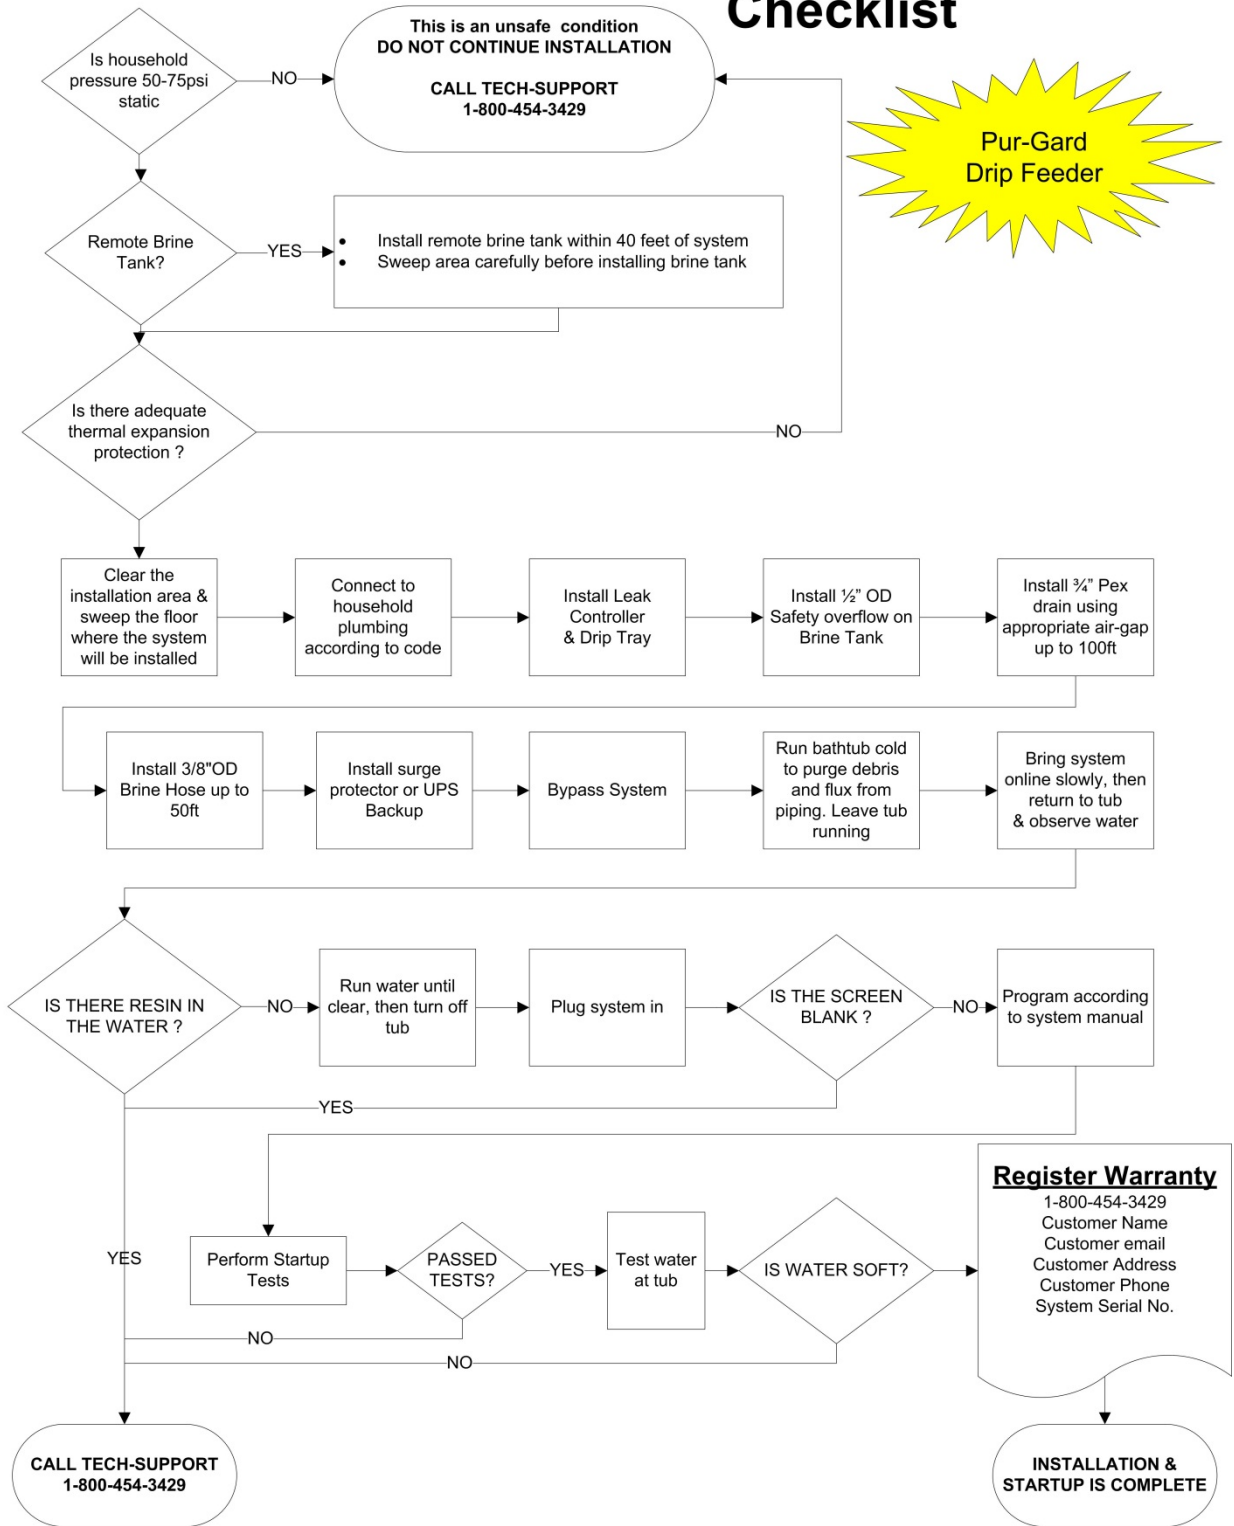 Checklist
This is an unsafe condition
DO NOT CONTINUE INSTALLATION
CALL TECH-SUPPORT
1-800-454-3429
Is household
pressure 50-75psi
static
NO
Pur-Gard
Drip Feeder
Remote Brine
Tank?
YES
• Install remote brine tank within 40 feet of system
• Sweep area carefully before installing brine tank
Is there adequate
thermal expansion
protection ?
NO
Clear the
installation area &
sweep the floor
where the system
will be installed
Connect to
household
plumbing
according to code
Install Leak
Controller
& Drip Tray
Install ½” OD
Safety overflow on
Brine Tank
Install ¾” Pex
drain using
appropriate air-gap
up to 100ft
Install 3/8"OD
Brine Hose up to
50ft
Install surge
protector or UPS
Backup
Bypass System
Run bathtub cold
to purge debris
and flux from
piping. Leave tub
running
Bring system
online slowly, then
return to tub
& observe water
IS THERE RESIN IN
THE WATER ?
NO
Run water until
clear, then turn off
tub
Plug system in
IS THE SCREEN
BLANK ?
NO
Program according
to system manual
YES
YES
Perform Startup
Tests
PASSED
TESTS?
YES
Test water
at tub
IS WATER SOFT?
Register Warranty
1-800-454-3429
Customer Name
Customer email
Customer Address
Customer Phone
System Serial No.
NO
NO
CALL TECH-SUPPORT
1-800-454-3429
INSTALLATION &
STARTUP IS COMPLETE